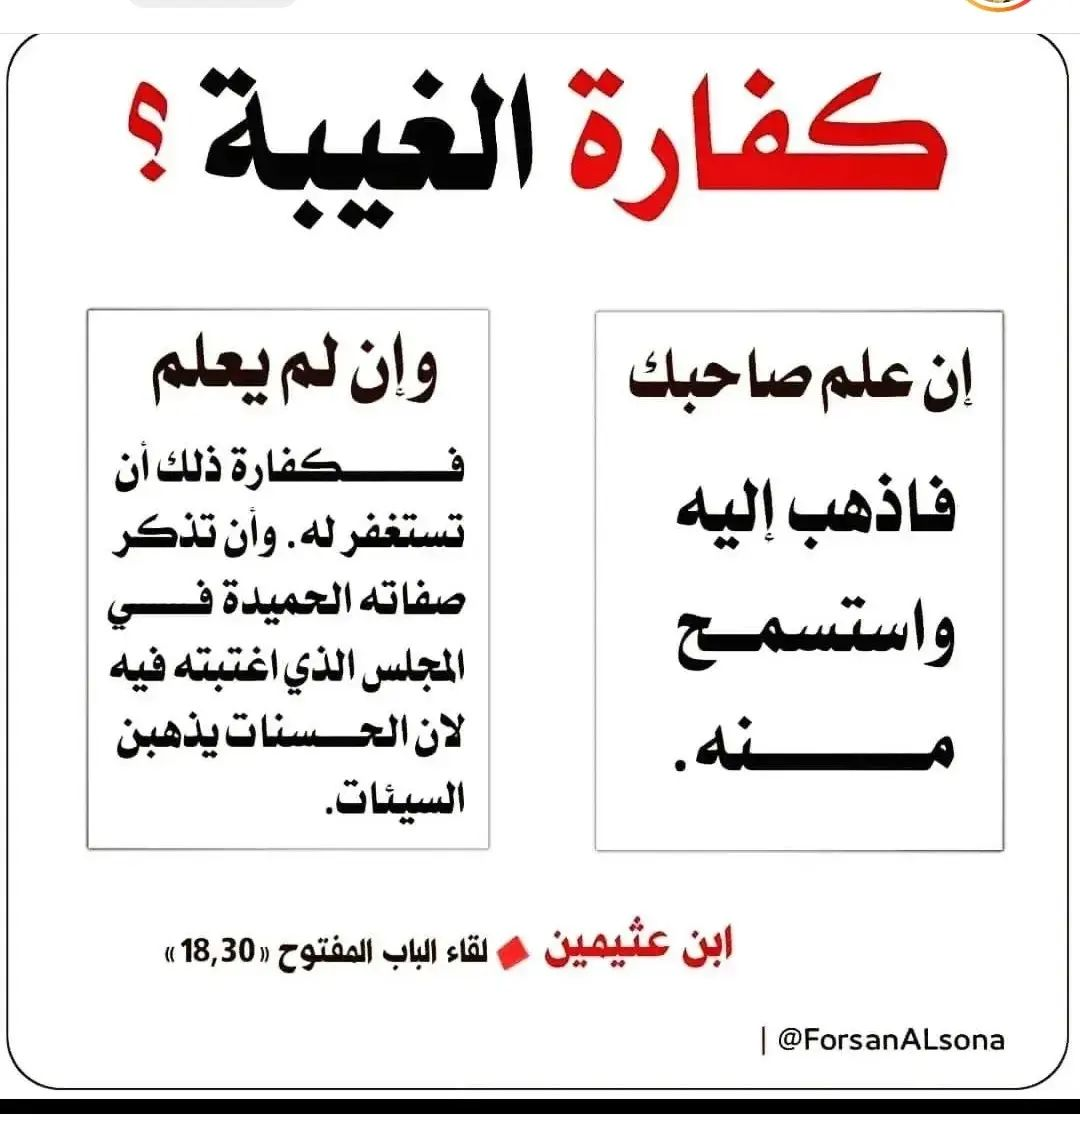 كفارة الغيبة ؟
إن علم صاحبك
فاذهب إليه
واستسمح
منه.
وإن لم يعلم
فكفارة ذلك أن
تستغفر له. وأن تذكر
صفاته الحميدة في
المجلس الذي اغتبته فيه
لان الحسنات يذهبن
السيئات.
ابن عثيمين ◆ لقاء الباب المفتوح «18,30»
| @ForsanALsona